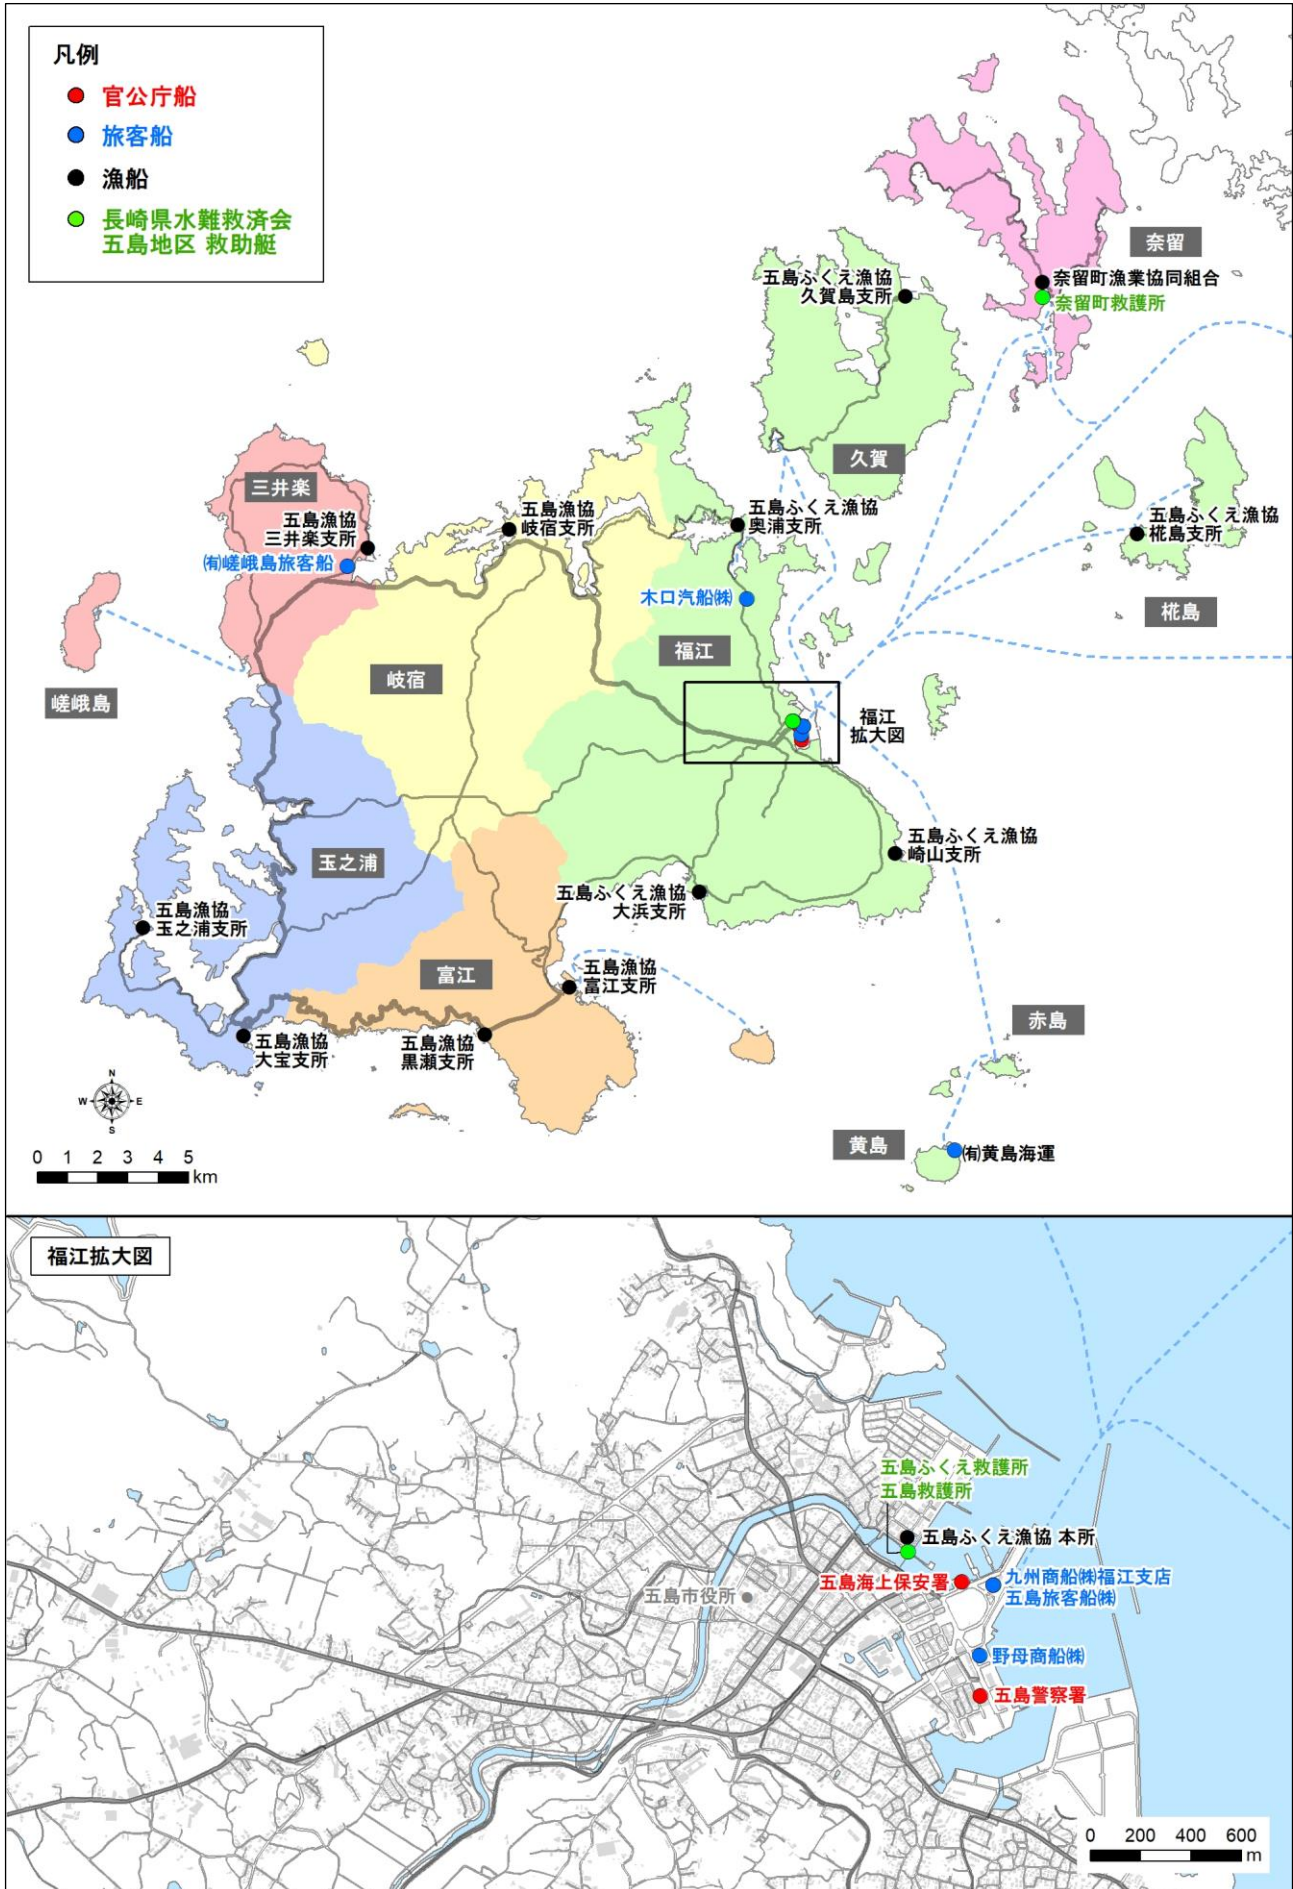 凡例
官公庁船
旅客船
漁船
長崎県水難救済会
五島地区 救助艇
奈留
五島ふくえ漁協
久賀島支所
奈留町漁業協同組合
奈留町救護所
久賀
三井楽
五島漁協
三井楽支所
㈲嵯峨島旅客船
五島漁協
岐宿支所
五島ふくえ漁協
奥浦支所
五島ふくえ漁協
椛島支所
木口汽船㈱
椛島
福江
岐宿
嵯峨島
福江
拡大図
玉之浦
五島ふくえ漁協
崎山支所
五島ふくえ漁協
大浜支所
五島漁協
玉之浦支所
富江
五島漁協
富江支所
赤島
五島漁協
大宝支所
五島漁協
黒瀬支所
N
W
E
S
黄島
㈲黄島海運
0 1 2 3 4 5
km
福江拡大図
五島ふくえ救護所
五島救護所
五島ふくえ漁協 本所
五島海上保安署
九州商船㈱福江支店
五島旅客船㈱
五島市役所
野母商船㈱
五島警察署
0 200 400 600
m